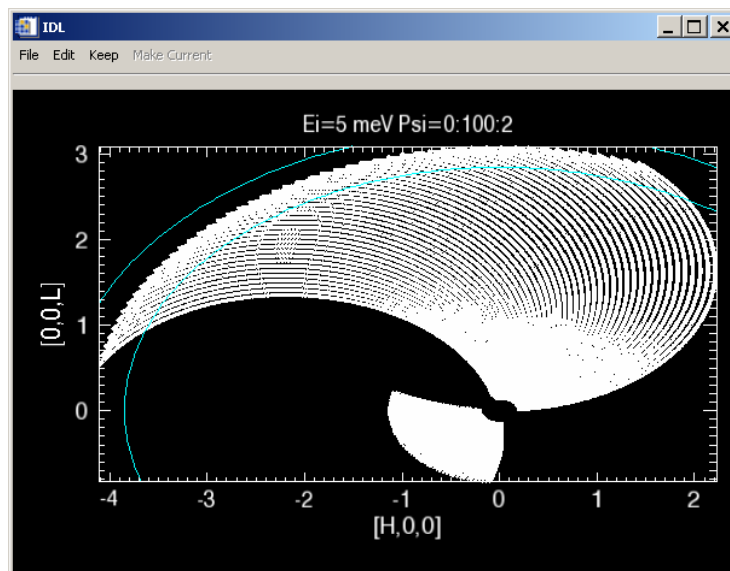 IDL
File Edit Keep Make Current
Ei=5 meV Psi=0:100:2
3
2
1
0
[0,0,L]
-4 -3 -2 -1 0 1 2
[H,0,0]